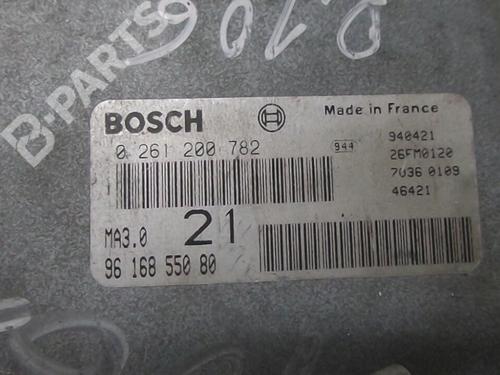 B-PARTS
BOSCH
Made in France
0 261 200 782
944
940421
26FM0120
7U36 0109
46421
MA3.0
21
96 168 550 80